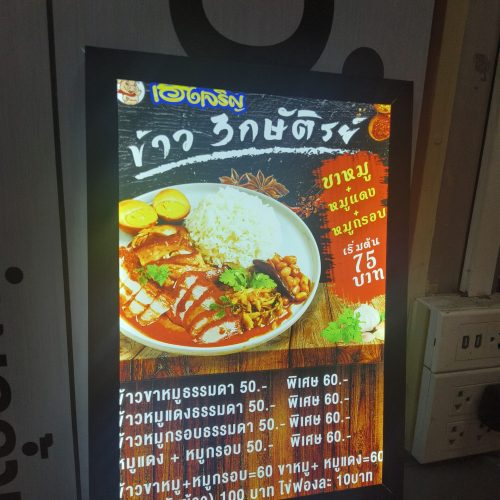 เฮงเจริญ
ข้าว 3กษัตริย์
ขาหมู
+
หมูแดง
+
หมูกรอบ
เริ่มต้น
75
บาท
ข้าวขาหมูธรรมดา 50.- พิเศษ 60.-
ข้าวหมูแดงธรรมดา 50.- พิเศษ 60.-
ข้าวหมูกรอบธรรมดา 50.- พิเศษ 60.-
หมูแดง + หมูกรอบ 50.- พิเศษ 60.-
ข้าวขาหมู+หมูกรอบ=60 ขาหมู+ หมูแดง=60
100 บาท ไข่ฟองละ 10บาท